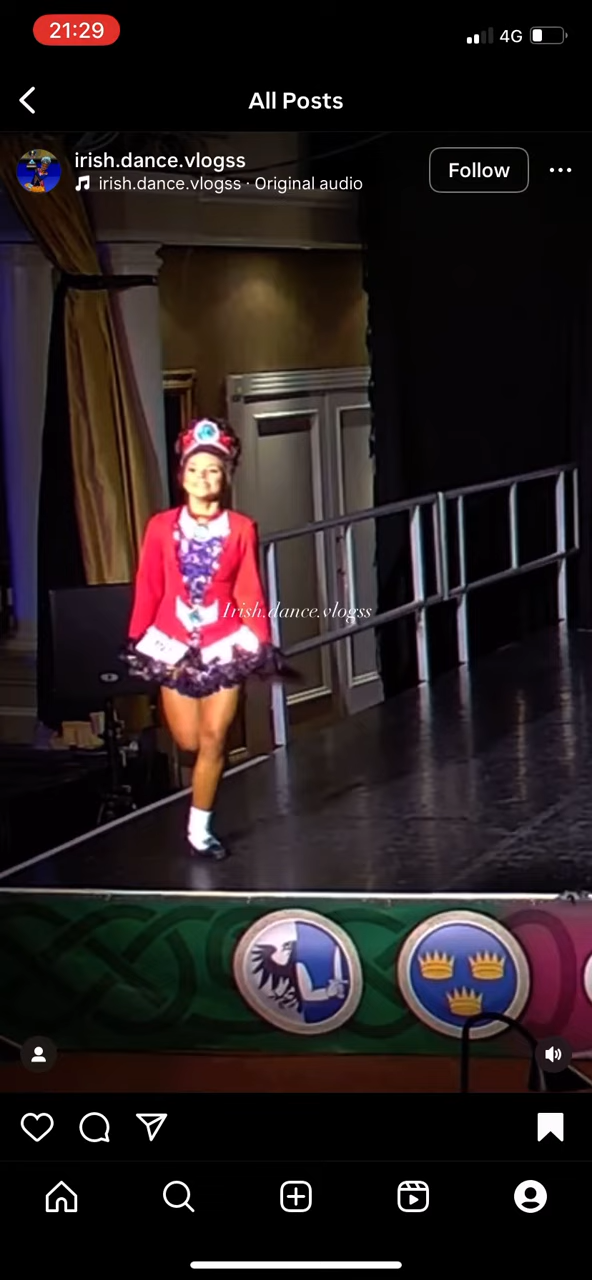 21:29
4G
All Posts
irish.dance.vlogss
irish.dance.vlogss · Original audio
Follow
Irish.dance.vlogss